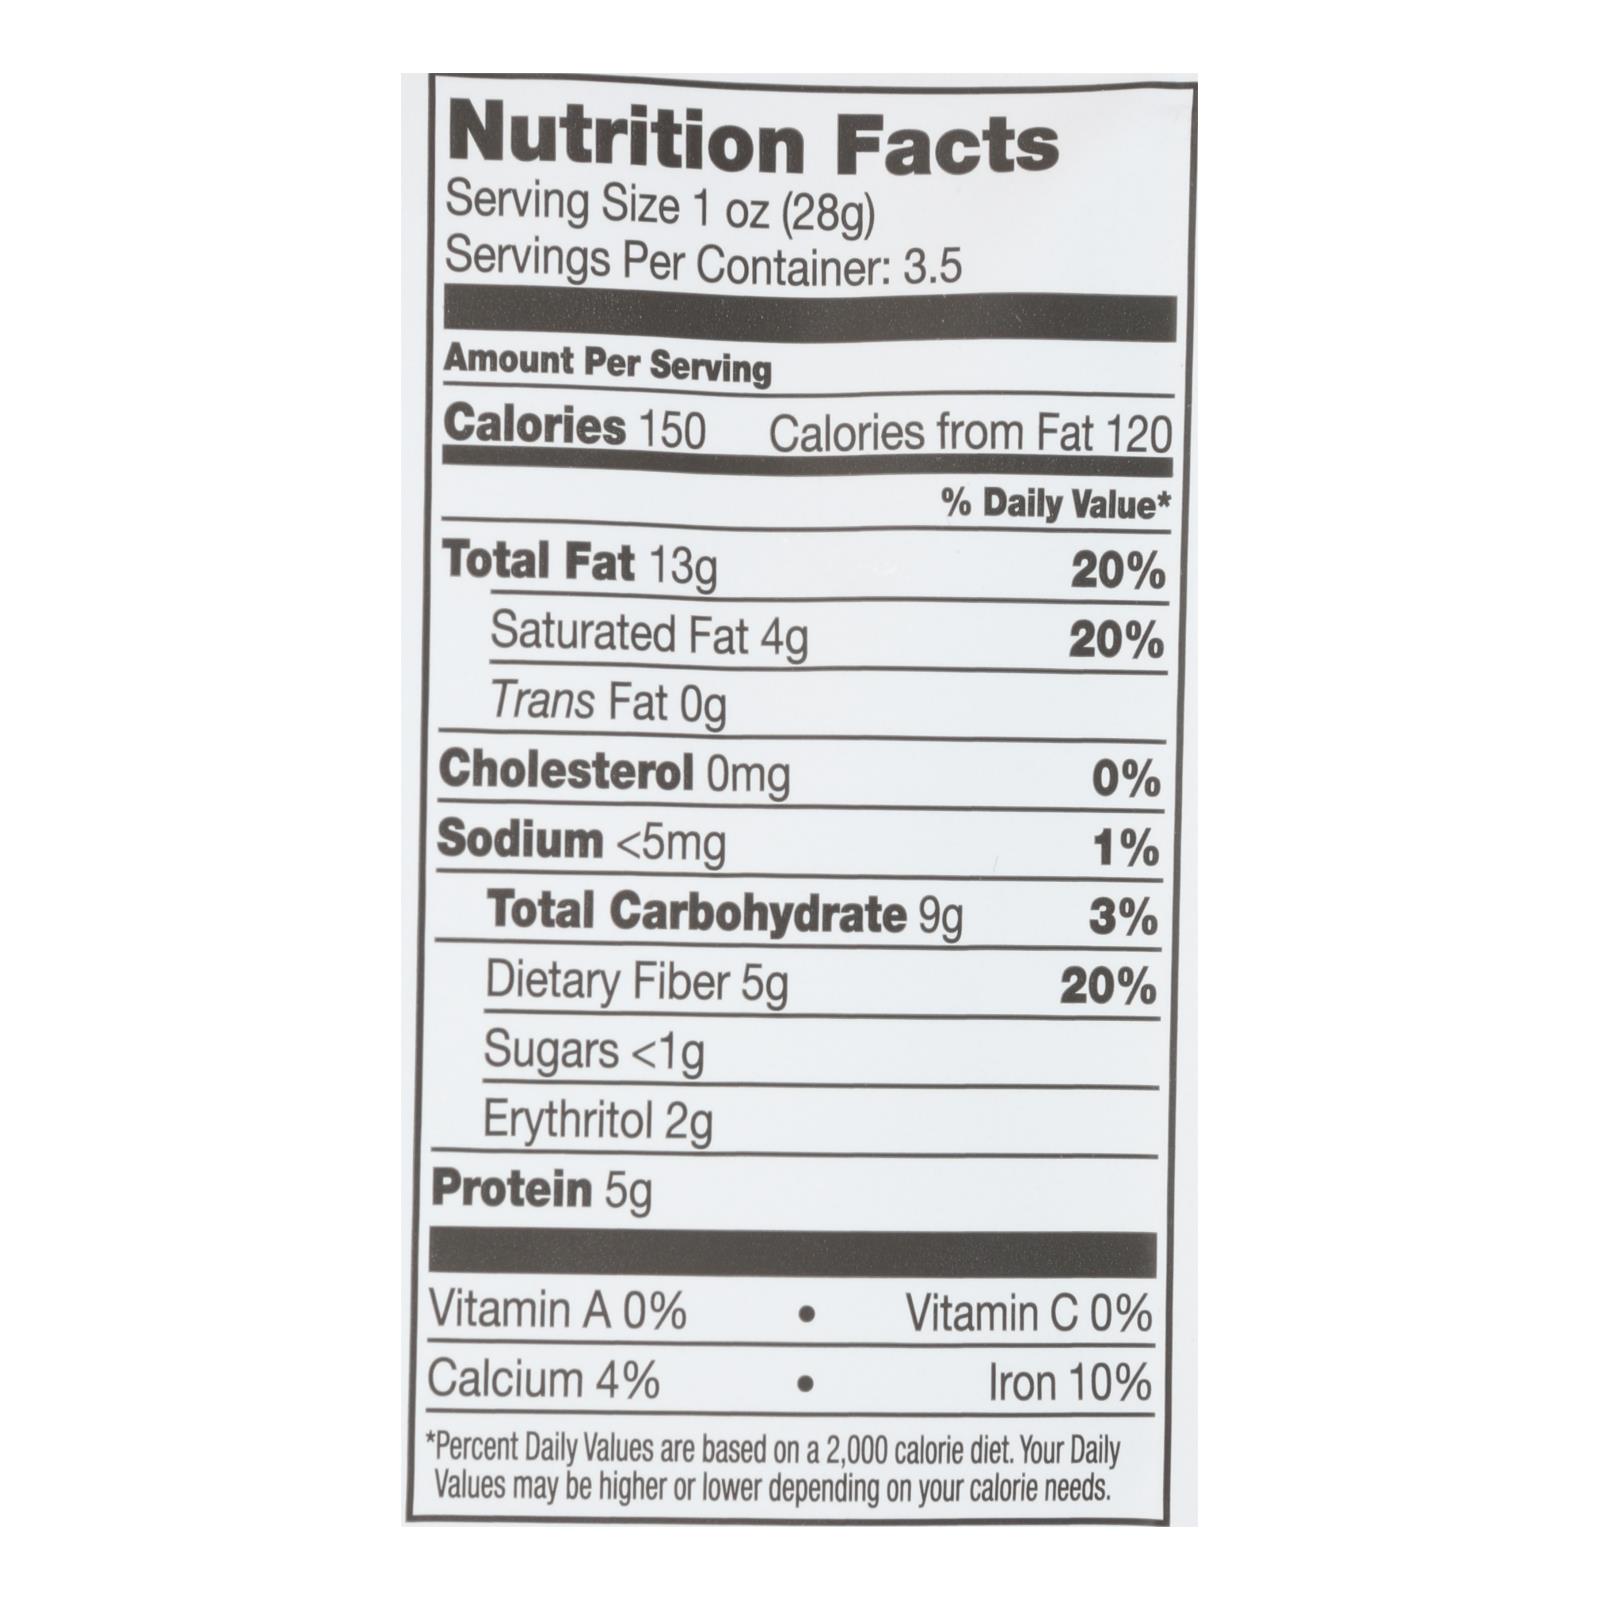 Nutrition Facts
Serving Size 1 oz (28g)
Servings Per Container: 3.5
Amount Per Serving
Calories 150 Calories from Fat 120
% Daily Value*
Total Fat 13g 20%
Saturated Fat 4g 20%
Trans Fat 0g
Cholesterol 0mg 0%
Sodium <5mg 1%
Total Carbohydrate 9g 3%
Dietary Fiber 5g 20%
Sugars <1g
Erythritol 2g
Protein 5g
Vitamin A 0% • Vitamin C 0%
Calcium 4% • Iron 10%
*Percent Daily Values are based on a 2,000 calorie diet. Your Daily
Values may be higher or lower depending on your calorie needs.